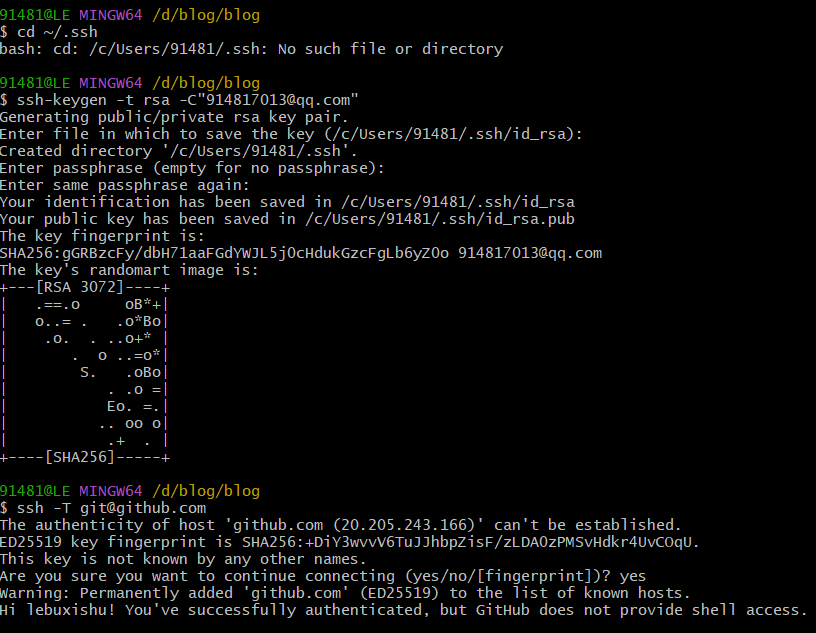 91481@LE MINGW64 /d/blog/blog
$ cd ~/.ssh
bash: cd: /c/Users/91481/.ssh: No such file or directory

91481@LE MINGW64 /d/blog/blog
$ ssh-keygen -t rsa -C"914817013@qq.com"
Generating public/private rsa key pair.
Enter file in which to save the key (/c/Users/91481/.ssh/id_rsa):
Created directory '/c/Users/91481/.ssh'.
Enter passphrase (empty for no passphrase):
Enter same passphrase again:
Your identification has been saved in /c/Users/91481/.ssh/id_rsa
Your public key has been saved in /c/Users/91481/.ssh/id_rsa.pub
The key fingerprint is:
SHA256:gGRBzcFy/dbH71aaFGdYWJL5j0cHdukGzcFgLb6yZ0o 914817013@qq.com
The key's randomart image is:
+---[RSA 3072]----+
|   .==.o     oB*+|
|   o..= .   .o*Bo|
|    .o.  . ..o+* |
|       .  o ..=o*|
|        S.   .oBo|
|           . .o =|
|           Eo. =.|
|          .. oo o|
|           .+  . |
+----[SHA256]-----+

91481@LE MINGW64 /d/blog/blog
$ ssh -T git@github.com
The authenticity of host 'github.com (20.205.243.166)' can't be established.
ED25519 key fingerprint is SHA256:+DiY3wvvV6TuJJhbpZisF/zLDA0zPMSvHdkr4UvCOqU.
This key is not known by any other names.
Are you sure you want to continue connecting (yes/no/[fingerprint])? yes
Warning: Permanently added 'github.com' (ED25519) to the list of known hosts.
Hi lebuxishu! You've successfully authenticated, but GitHub does not provide shell access.